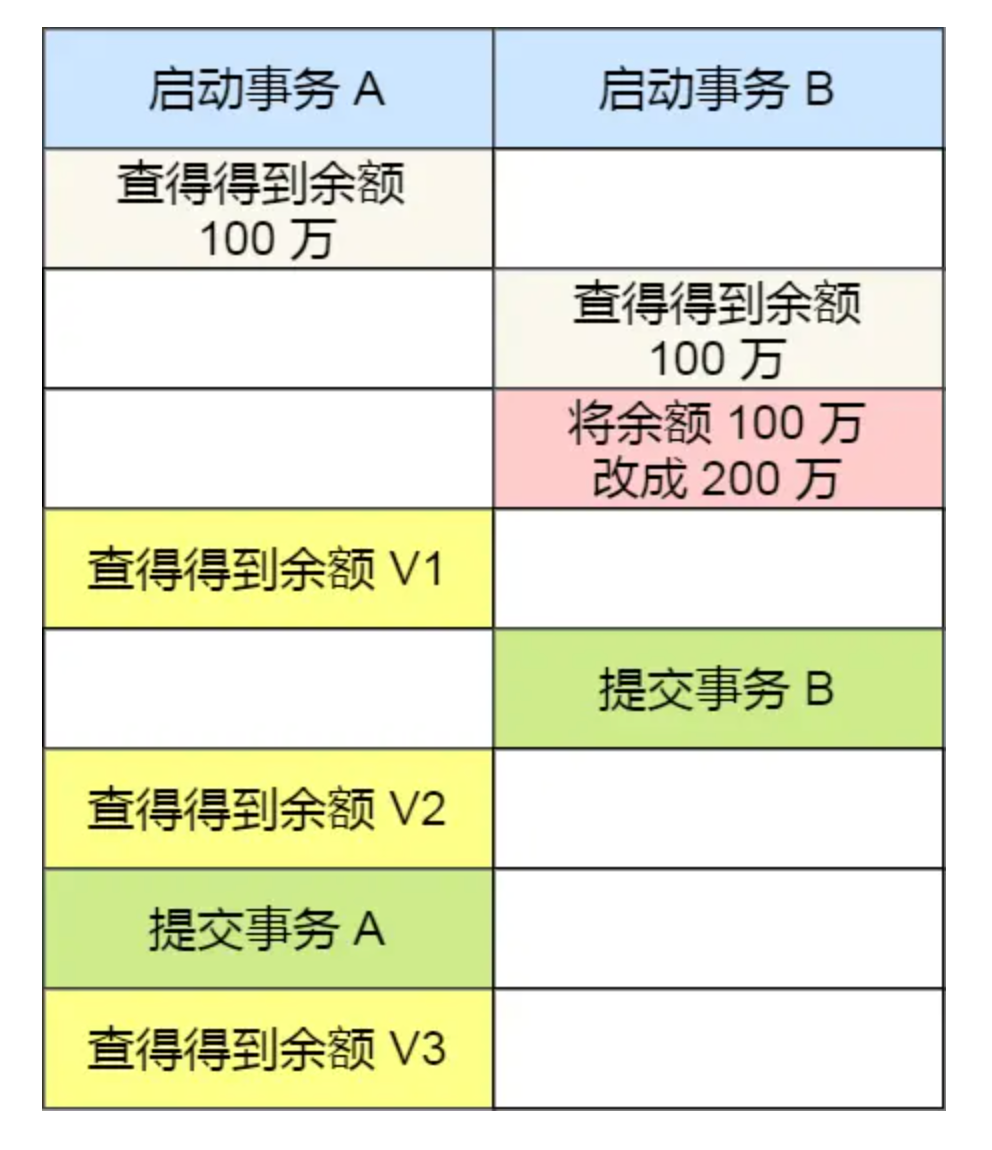 启动事务 A
启动事务 B
查得得到余额
100 万
查得得到余额
100 万
将余额 100 万
改成 200 万
查得得到余额 V1
提交事务 B
查得得到余额 V2
提交事务 A
查得得到余额 V3